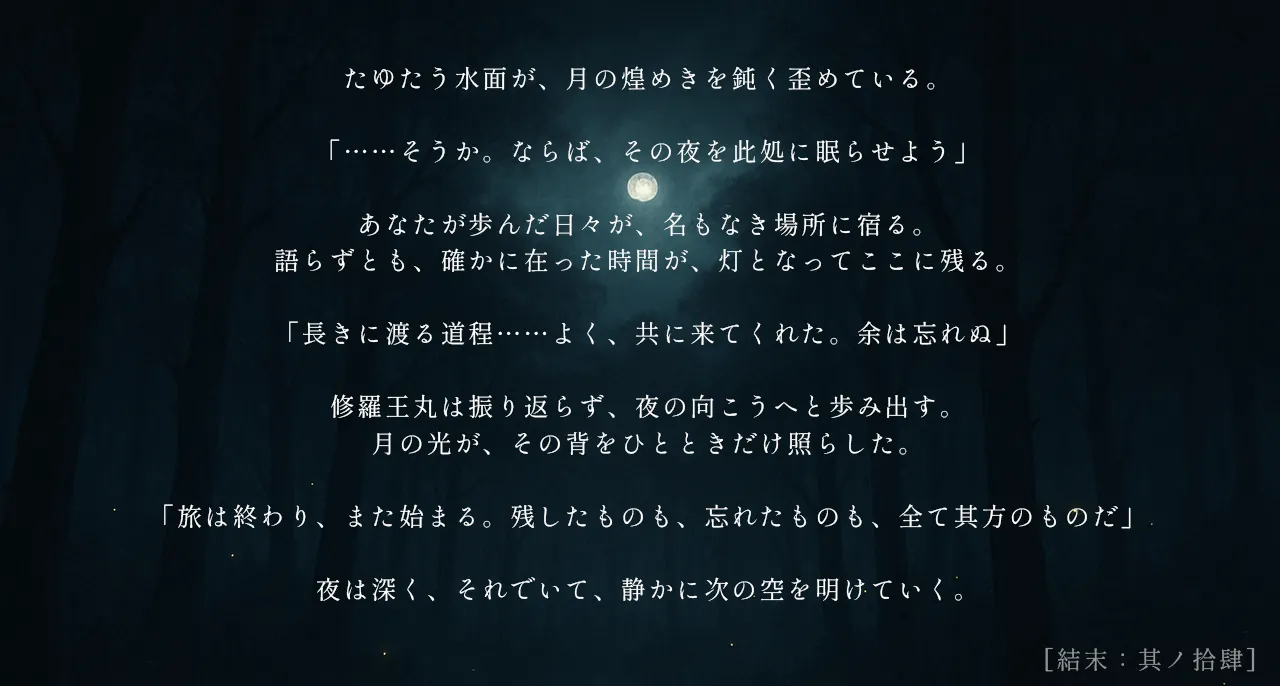 たゆたう水面が、月の煌めきを鈍く歪めている。
「……そうか。ならば、その夜を此処に眠らせよう」
あなたが歩んだ日々が、名もなき場所に宿る。
語らずとも、確かに在った時間が、灯となってここに残る。
「長きに渡る道程……よく、共に来てくれた。余は忘れぬ」
修羅王丸は振り返らず、夜の向こうへと歩み出す。
月の光が、その背をひとときだけ照らした。
「旅は終わり、また始まる。残したものも、忘れたものも、全て其方のものだ」
夜は深く、それでいて、静かに次の空を明けていく。
[結末：其ノ拾肆]